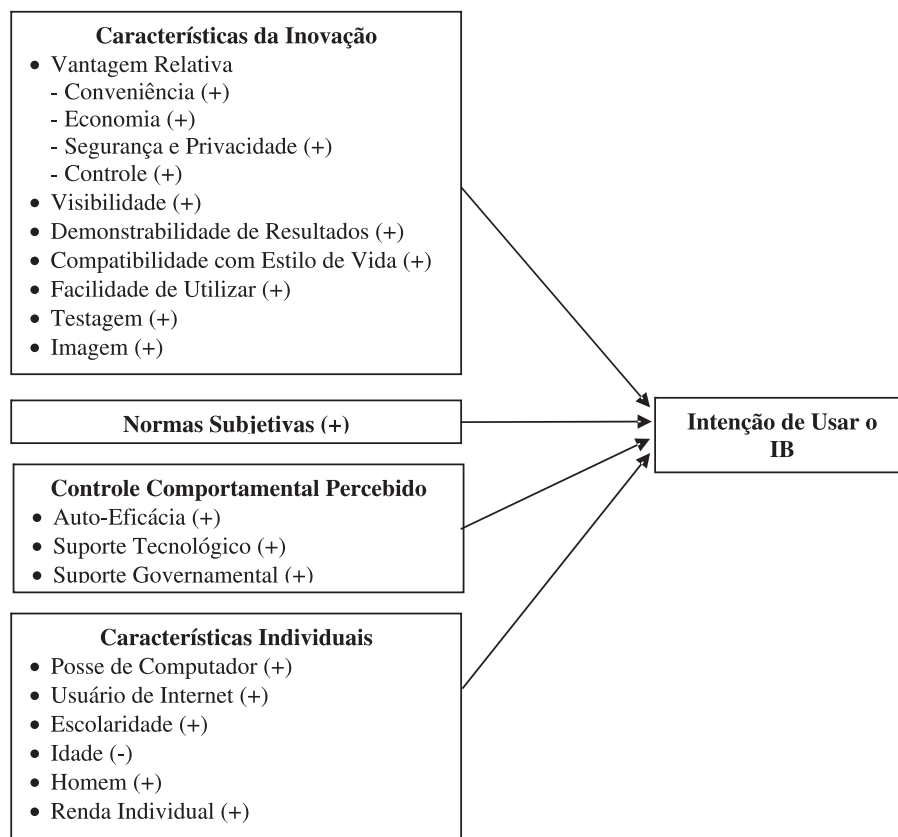 Características da Inovação
• Vantagem Relativa
- Conveniência (+)
- Economia (+)
- Segurança e Privacidade (+)
- Controle (+)
• Visibilidade (+)
• Demonstrabilidade de Resultados (+)
• Compatibilidade com Estilo de Vida (+)
• Facilidade de Utilizar (+)
• Testagem (+)
• Imagem (+)
Normas Subjetivas (+)
Controle Comportamental Percebido
• Auto-Eficácia (+)
• Suporte Tecnológico (+)
• Suporte Governamental (+)
Características Individuais
• Posse de Computador (+)
• Usuário de Internet (+)
• Escolaridade (+)
• Idade (-)
• Homem (+)
• Renda Individual (+)
Intenção de Usar o
IB